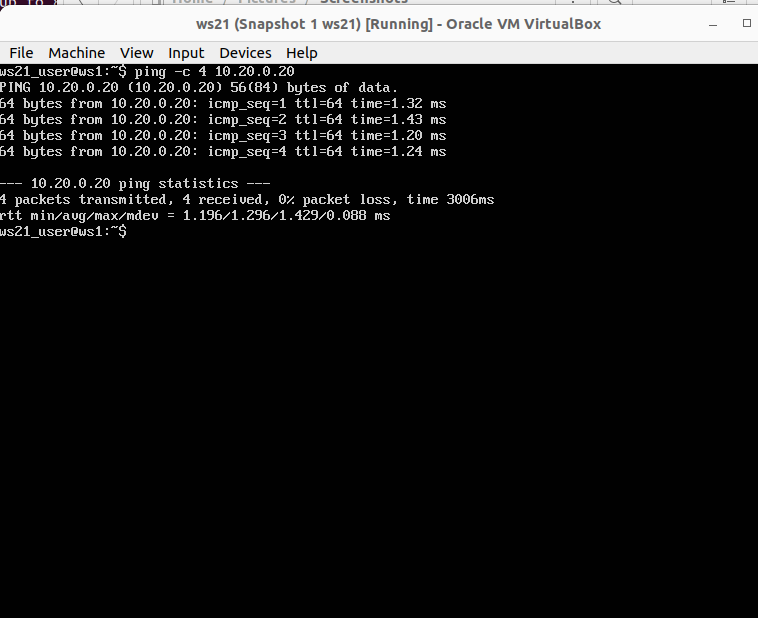 Home / Pictures / Screenshots
ws21 (Snapshot 1 ws21) [Running] - Oracle VM VirtualBox
File Machine View Input Devices Help
ws21_user@ws1:~$ ping -c 4 10.20.0.20
PING 10.20.0.20 (10.20.0.20) 56(84) bytes of data.
64 bytes from 10.20.0.20: icmp_seq=1 ttl=64 time=1.32 ms
64 bytes from 10.20.0.20: icmp_seq=2 ttl=64 time=1.43 ms
64 bytes from 10.20.0.20: icmp_seq=3 ttl=64 time=1.20 ms
64 bytes from 10.20.0.20: icmp_seq=4 ttl=64 time=1.24 ms
--- 10.20.0.20 ping statistics ---
4 packets transmitted, 4 received, 0% packet loss, time 3006ms
rtt min/avg/max/mdev = 1.196/1.296/1.429/0.088 ms
ws21_user@ws1:~$